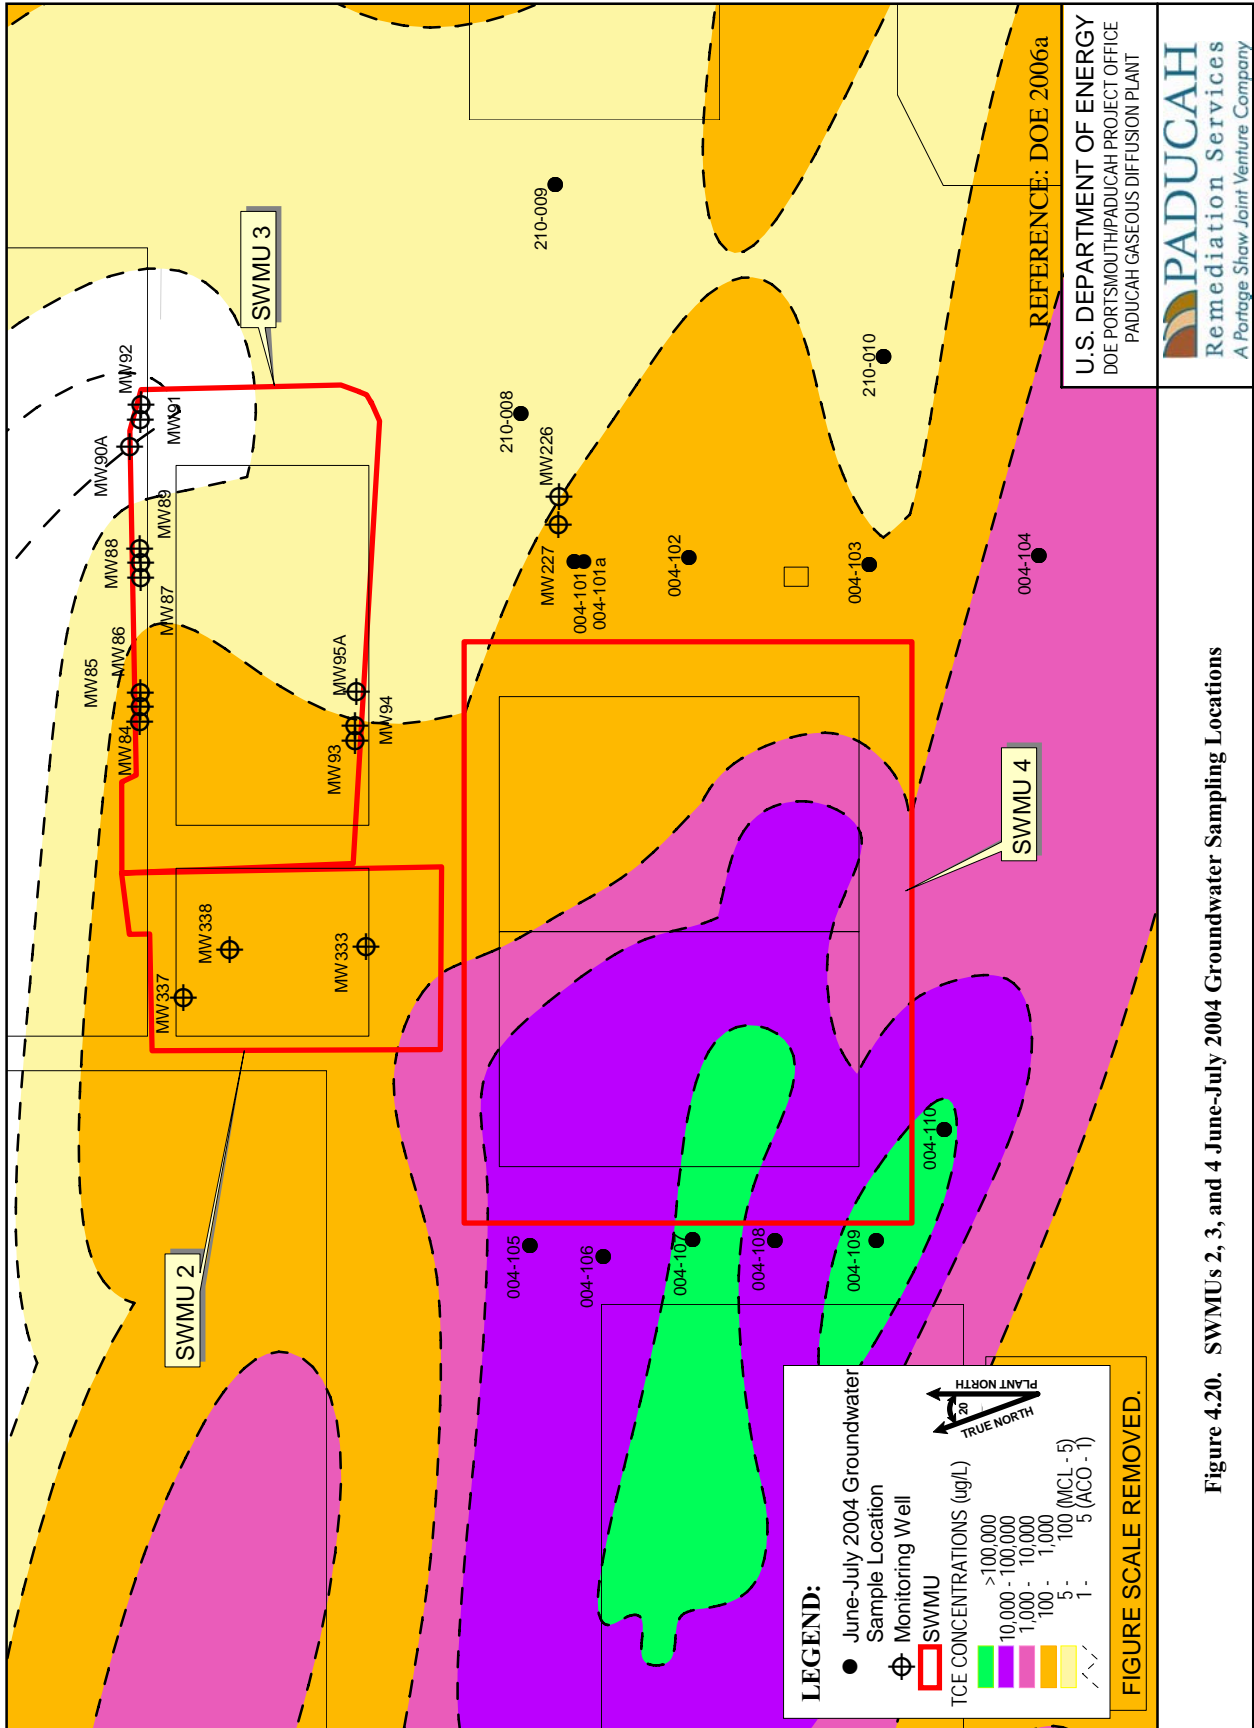 MW85
MW86
MW84
MW88
MW87
MW89
MW90A
MW91
MW92
SWMU 3
MW337
MW338
MW333
MW93
MW94
MW95A
SWMU 2
210-008
210-009
210-010
MW226
MW227
004-101
004-101a
004-102
004-103
004-104
004-105
004-106
004-107
004-108
004-109
004-110
SWMU 4
LEGEND:
June-July 2004 Groundwater
Sample Location
Monitoring Well
SWMU
TCE CONCENTRATIONS (ug/L)
>100,000
10,000 - 100,000
1,000 - 10,000
100 - 1,000
5 - 100 (MCL - 5)
1 - 5 (ACO - 1)
PLANT NORTH
20
TRUE NORTH
FIGURE SCALE REMOVED.
REFERENCE: DOE 2006a
U.S. DEPARTMENT OF ENERGY
DOE PORTSMOUTH/PADUCAH PROJECT OFFICE
PADUCAH GASEOUS DIFFUSION PLANT
PADUCAH
Remediation Services
A Portage Shaw Joint Venture Company
Figure 4.20. SWMUs 2, 3, and 4 June-July 2004 Groundwater Sampling Locations